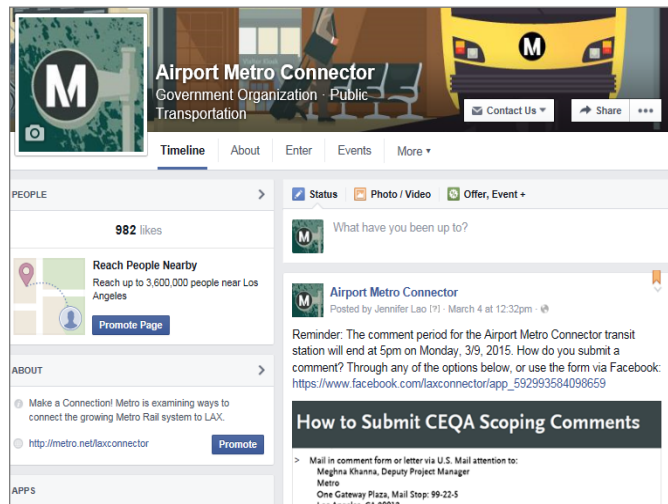 M
Airport Metro Connector
Government Organization · Public
Transportation
Contact Us
Share
Timeline About Enter Events More
PEOPLE
982 likes
Reach People Nearby
Reach up to 3,600,000 people near Los
Angeles
Promote Page
ABOUT
Make a Connection! Metro is examining ways to
connect the growing Metro Rail system to LAX.
http://metro.net/laxconnector
Promote
APPS
Status Photo / Video Offer, Event +
What have you been up to?
Airport Metro Connector
Posted by Jennifer Lao [?] · March 4 at 12:32pm ·
Reminder: The comment period for the Airport Metro Connector transit
station will end at 5pm on Monday, 3/9, 2015. How do you submit a
comment? Through any of the options below, or use the form via Facebook:
https://www.facebook.com/laxconnector/app_592993584098659
How to Submit CEQA Scoping Comments
> Mail in comment form or letter via U.S. Mail attention to:
Meghna Khanna, Deputy Project Manager
Metro
One Gateway Plaza, Mail Stop: 99-22-5